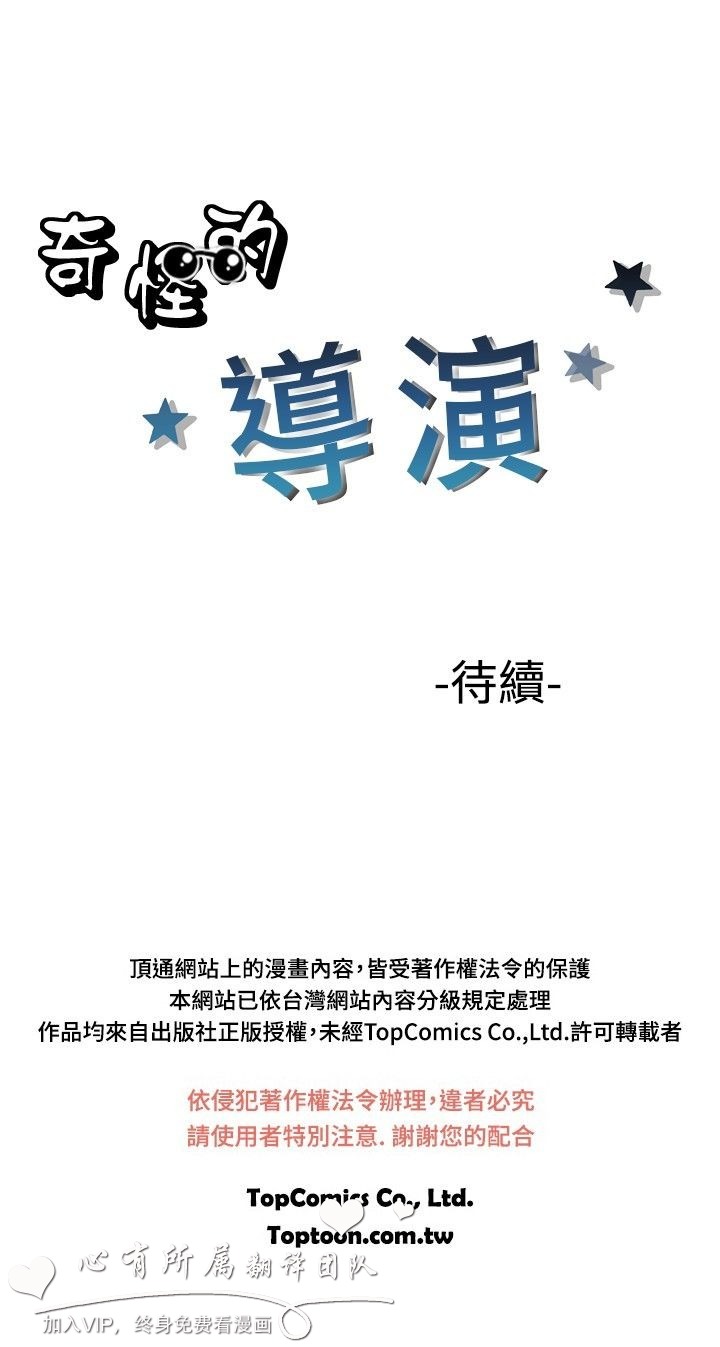 奇怪的
導演
-待續-
頂通網站上的漫畫內容，皆受著作權法令的保護
本網站已依台灣網站內容分級規定處理
作品均來自出版社正版授權，未經TopComics Co.,Ltd.許可轉載者
依侵犯著作權法令辦理，違者必究
請使用者特別注意. 謝謝您的配合
TopComics Co., Ltd.
Toptoon.com.tw
心有所属翻译团队
加入VIP，终身免费看漫画